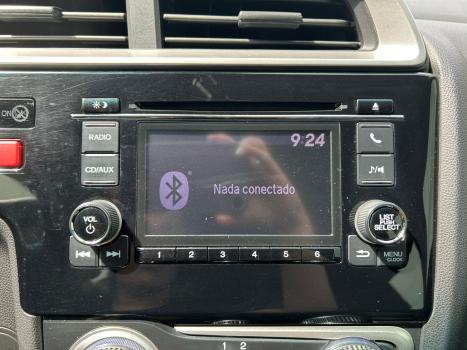 ON
RADIO
CD/AUX
9:24
Nada conectado
VOL
LIST
PUSH
SELECT
1 2 3 4 5 6
MENU
CLOCK
1 2